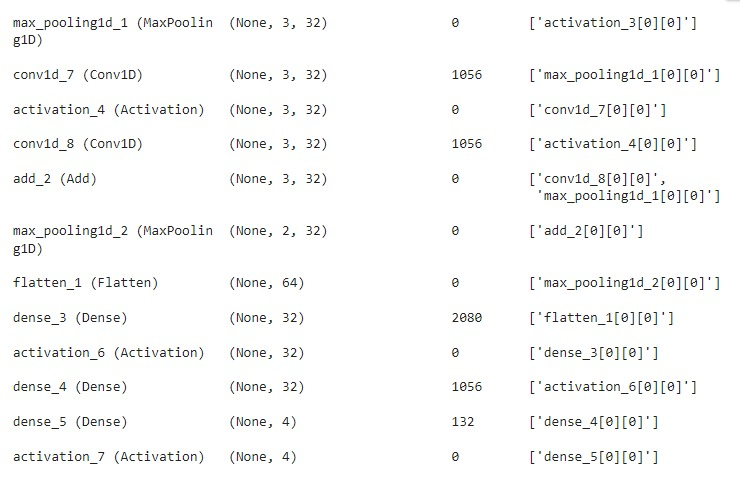 max_pooling1d_1 (MaxPoolin (None, 3, 32) 0 ['activation_3[0][0]']
g1D)
conv1d_7 (Conv1D) (None, 3, 32) 1056 ['max_pooling1d_1[0][0]']
activation_4 (Activation) (None, 3, 32) 0 ['conv1d_7[0][0]']
conv1d_8 (Conv1D) (None, 3, 32) 1056 ['activation_4[0][0]']
add_2 (Add) (None, 3, 32) 0 ['conv1d_8[0][0]',
'max_pooling1d_1[0][0]']
max_pooling1d_2 (MaxPoolin (None, 2, 32) 0 ['add_2[0][0]']
g1D)
flatten_1 (Flatten) (None, 64) 0 ['max_pooling1d_2[0][0]']
dense_3 (Dense) (None, 32) 2080 ['flatten_1[0][0]']
activation_6 (Activation) (None, 32) 0 ['dense_3[0][0]']
dense_4 (Dense) (None, 32) 1056 ['activation_6[0][0]']
dense_5 (Dense) (None, 4) 132 ['dense_4[0][0]']
activation_7 (Activation) (None, 4) 0 ['dense_5[0][0]']